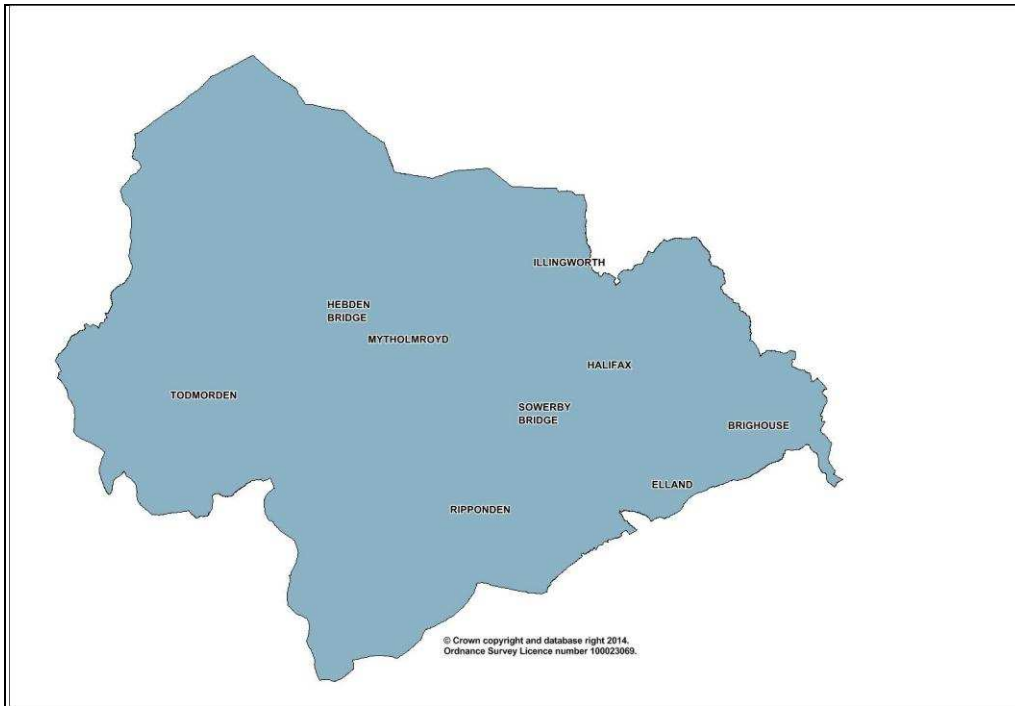 ILLINGWORTH
HEBDEN
BRIDGE
MYTHOLMROYD
HALIFAX
TODMORDEN
SOWERBY
BRIDGE
BRIGHOUSE
ELLAND
RIPPONDEN
© Crown copyright and database right 2014.
Ordnance Survey Licence number 100023069.